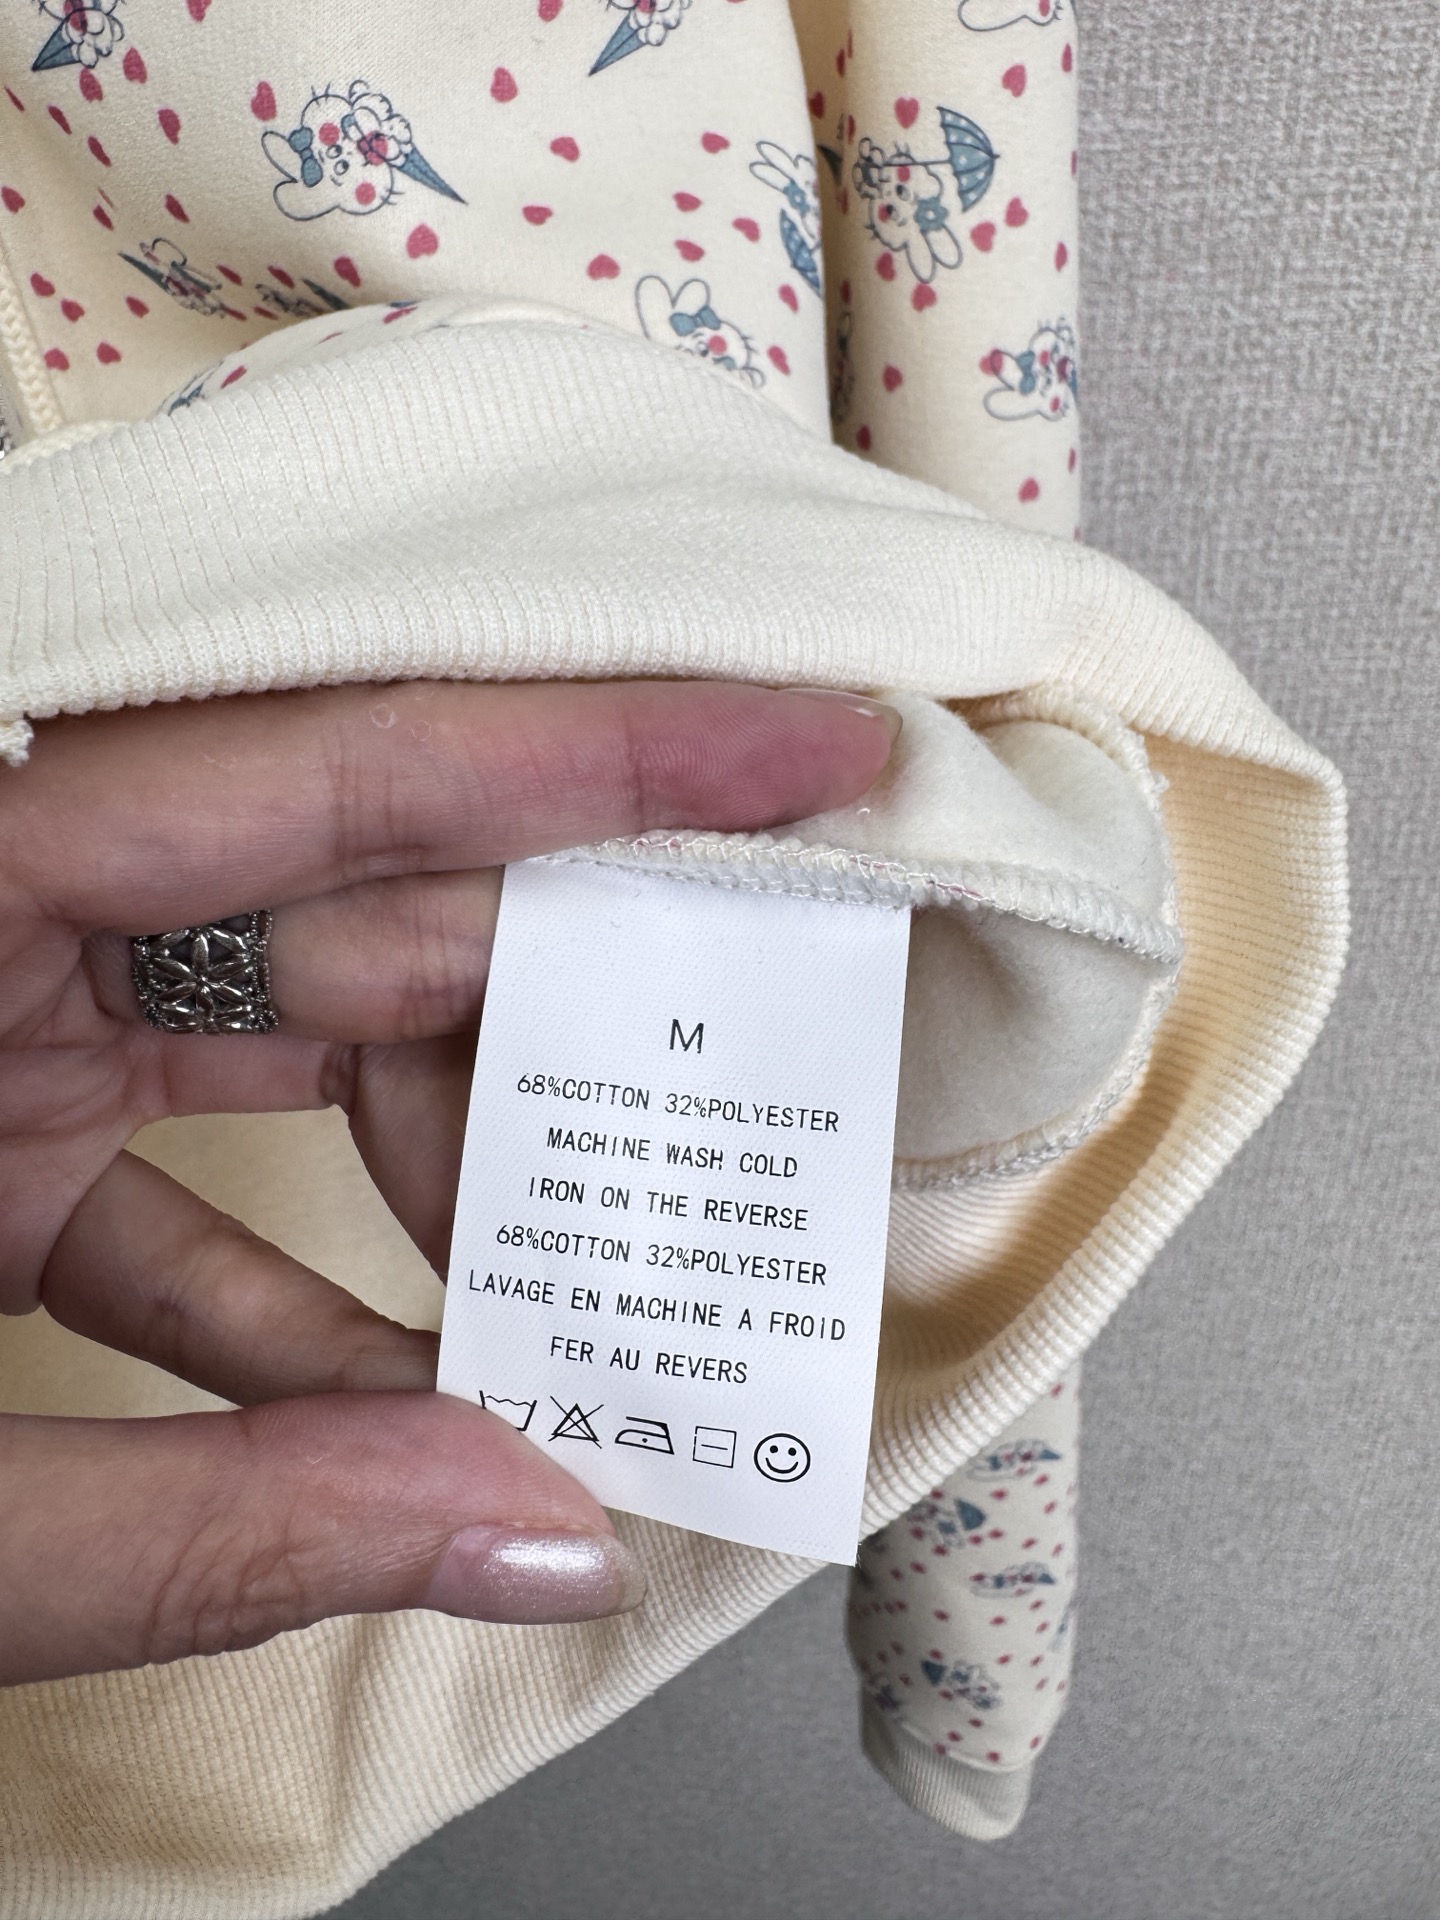 M
68%COTTON 32%POLYESTER
MACHINE WASH COLD
IRON ON THE REVERSE
68%COTTON 32%POLYESTER
LAVAGE EN MACHINE A FROID
FER AU REVERS